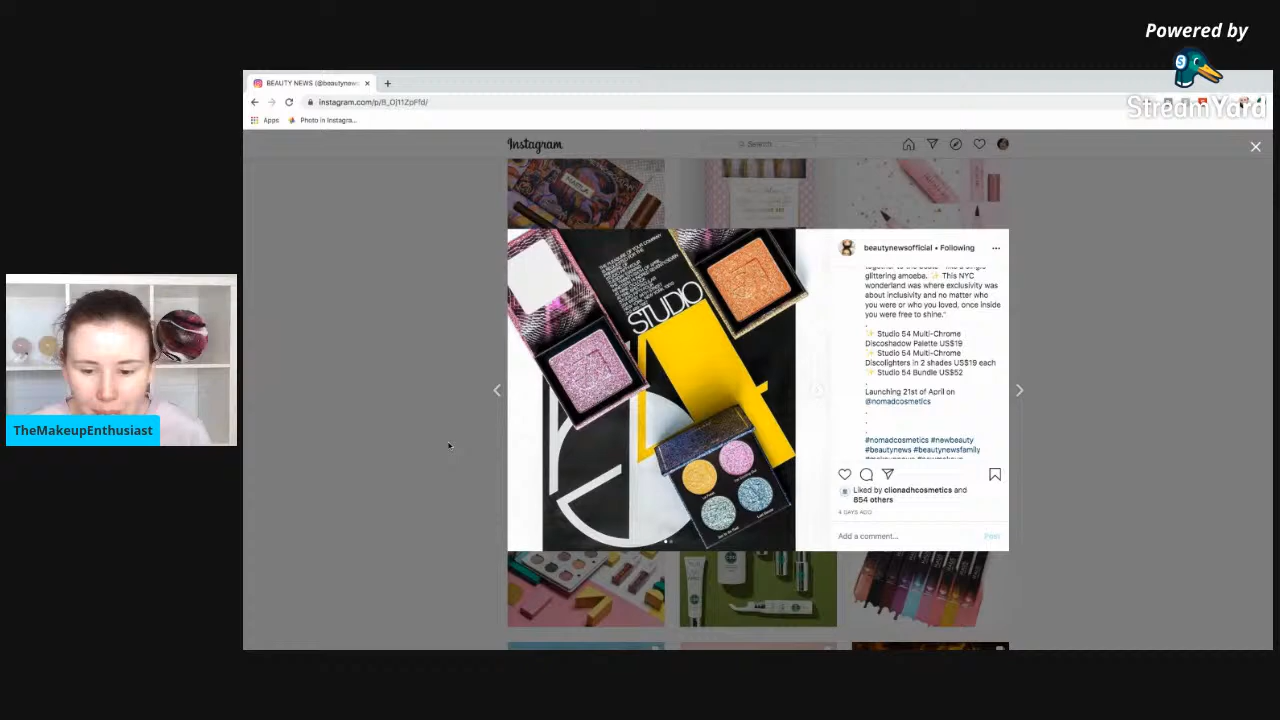 Powered by
StreamYard
BEAUTY NEWS (@beautynews
instagram.com/p/B_Oj11ZpFfd/
Apps
Photo in Instagra...
Instagram
Search
STUDIO
beautynewsofficial • Following
glittering amoeba. ✨ This NYC
wonderland was where exclusivity was
about inclusivity and no matter who
you were or who you loved, once inside
you were free to shine."
.
✨ Studio 54 Multi-Chrome
Discoshadow Palette US$19
✨ Studio 54 Multi-Chrome
Discolighters in 2 shades US$19 each
✨ Studio 54 Bundle US$52
.
Launching 21st of April on
@nomadcosmetics
.
.
.
#nomadcosmetics #newbeauty
#beautynews #beautynewsfamily
Liked by clionadhcosmetics and
854 others
4 DAYS AGO
Add a comment...
Post
TheMakeupEnthusiast